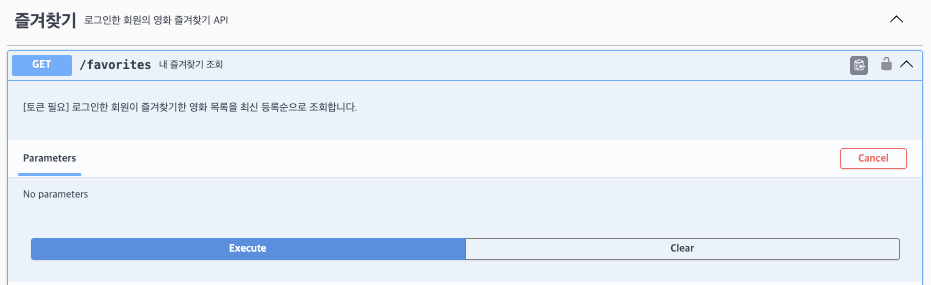 즐겨찾기 로그인한 회원의 영화 즐겨찾기 API
GET /favorites 내 즐겨찾기 조회
[토큰 필요] 로그인한 회원이 즐겨찾기한 영화 목록을 최신 등록순으로 조회합니다.
Parameters Cancel
No parameters
Execute Clear